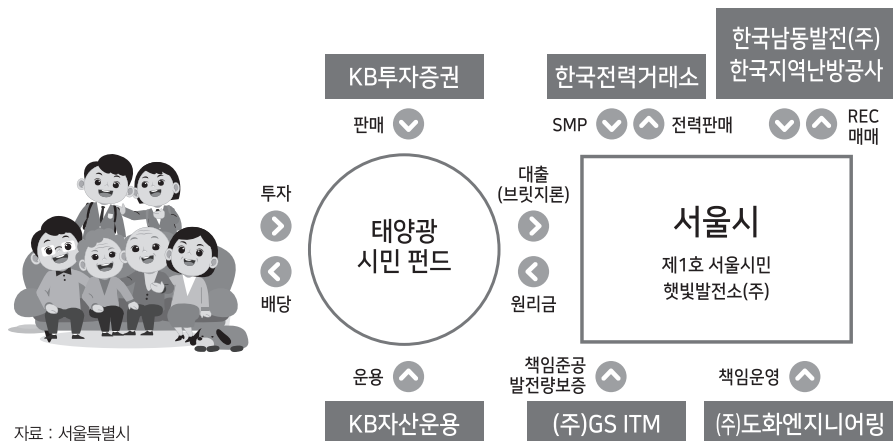 한국남동발전(주)
한국지역난방공사
KB투자증권
한국전력거래소
판매
SMP
전력판매
REC
매매
투자
배당
태양광
시민 펀드
대출
(브릿지론)
원리금
서울시
제1호 서울시민
햇빛발전소(주)
운용
책임준공
발전량보증
책임운영
KB자산운용
(주)GS ITM
(주)도화엔지니어링
자료 : 서울특별시